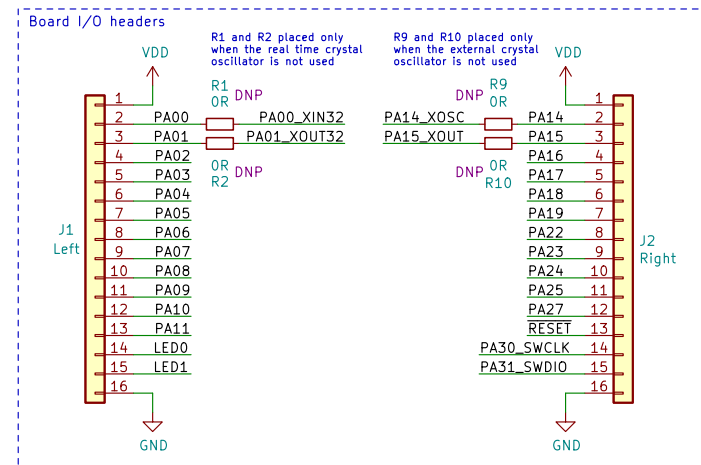 Board I/O headers
R1 and R2 placed only
when the real time crystal
oscillator is not used
R9 and R10 placed only
when the external crystal
oscillator is not used
VDD
R1
0R
DNP
PA00_XIN32
PA01_XOUT32
0R
R2
DNP
J1
Left
1
2 PA00
3 PA01
4 PA02
5 PA03
6 PA04
7 PA05
8 PA06
9 PA07
10 PA08
11 PA09
12 PA10
13 PA11
14 LED0
15 LED1
16
GND
VDD
DNP
R9
0R
PA14_XOSC
PA15_XOUT
DNP
0R
R10
1
PA14 2
PA15 3
PA16 4
PA17 5
PA18 6
PA19 7
PA22 8
PA23 9
PA24 10
PA25 11
PA27 12
RESET 13
PA30_SWCLK 14
PA31_SWDIO 15
16
J2
Right
GND